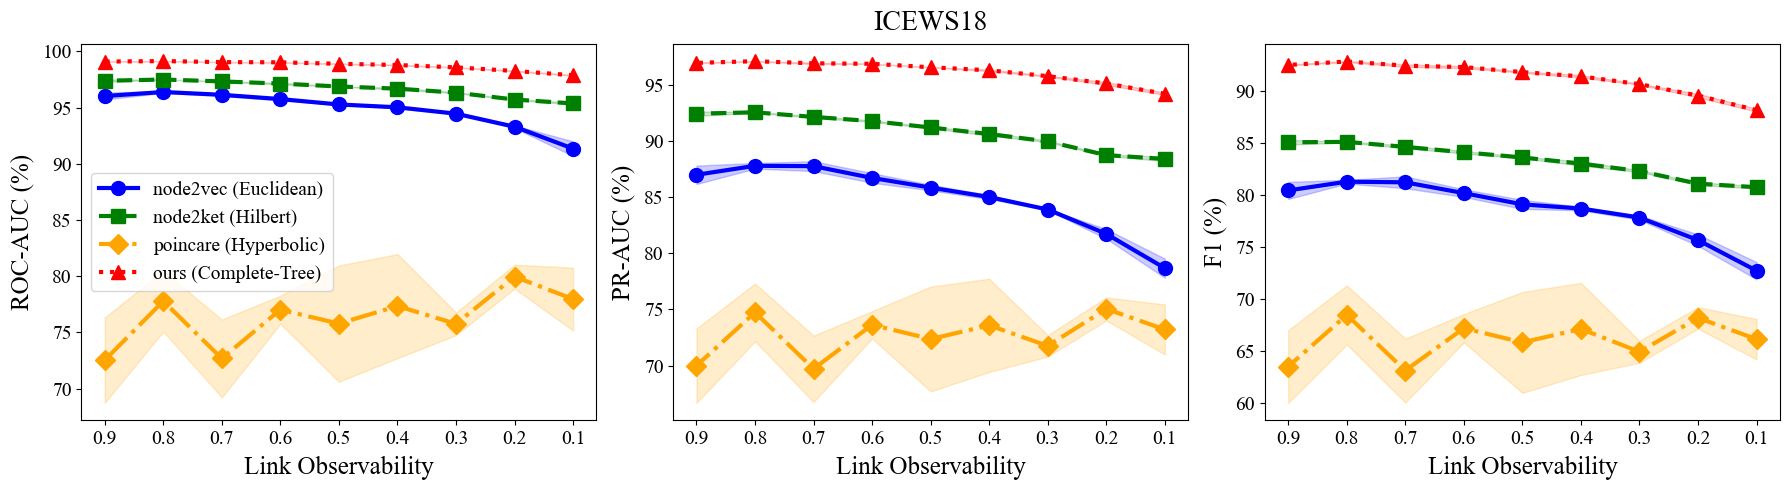 ICEWS18
ROC-AUC (%)
100
95
90
85
80
75
70
node2vec (Euclidean)
node2ket (Hilbert)
poincare (Hyperbolic)
ours (Complete-Tree)
0.9 0.8 0.7 0.6 0.5 0.4 0.3 0.2 0.1
Link Observability
PR-AUC (%)
95
90
85
80
75
70
0.9 0.8 0.7 0.6 0.5 0.4 0.3 0.2 0.1
Link Observability
F1 (%)
90
85
80
75
70
65
60
0.9 0.8 0.7 0.6 0.5 0.4 0.3 0.2 0.1
Link Observability